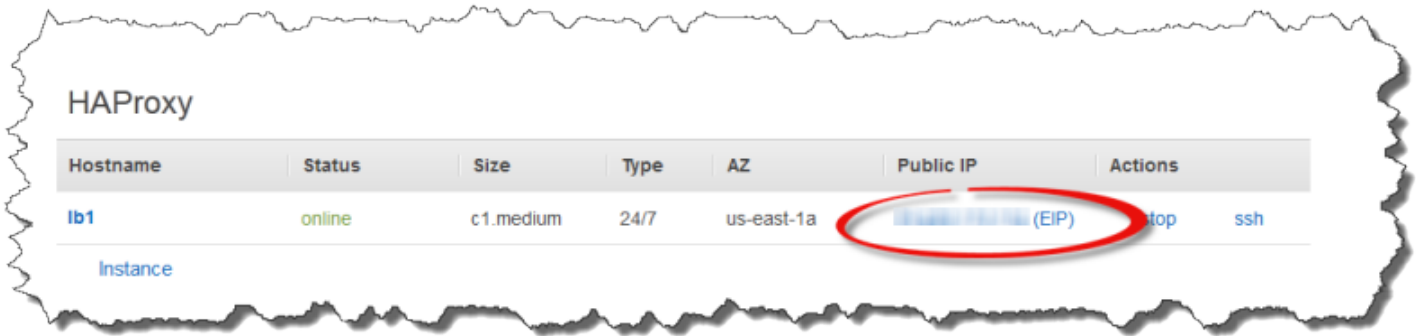 HAProxy
Hostname Status Size Type AZ Public IP Actions
lb1 online c1.medium 24/7 us-east-1a (EIP) stop ssh
Instance